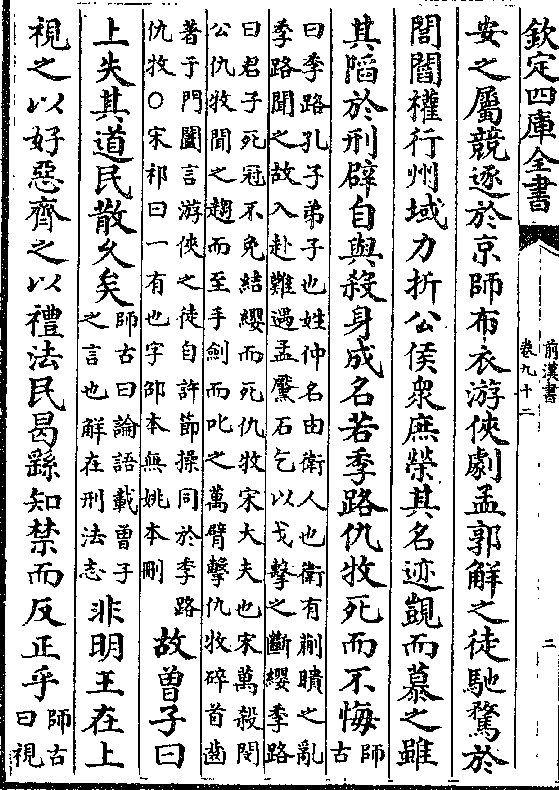 欽定四庫全書
前漢書
卷九十二
二
安之屬競逐於京師布衣游俠劇孟郭解之徒馳騖於
閭閻權行州域力折公侯衆庶榮其名迹覬而慕之雖
其陷於刑辟自與殺身成名若季路仇牧死而不悔師古
曰季路孔子弟子也姓仲名由衛人也衛有蒯聵之亂
季路聞之故入赴難遇孟黶石乞以戈擊之斷纓季路
曰君子死冠不免結纓而死仇牧宋大夫也宋萬殺閔
公仇牧聞之趨而至手劍而叱之萬臂擊仇牧碎首齒
著于門闔言游俠之徒自許節操同於季路
仇牧○宋祁曰一有也字邵本無姚本刪
故曾子曰
上失其道民散久矣師古曰論語載曾子
之言也解在刑法志
非明王在上
視之以好惡齊之以禮法民曷繇知禁而反正乎師古
曰視